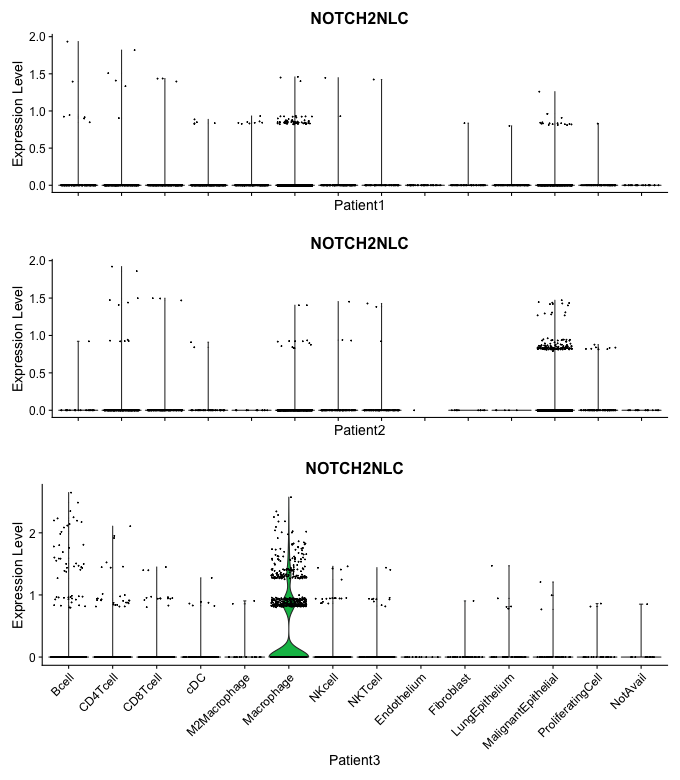 NOTCH2NLC
Expression Level
2.0
1.5
1.0
0.5
0.0
Patient1
NOTCH2NLC
Expression Level
2.0
1.5
1.0
0.5
0.0
Patient2
NOTCH2NLC
Expression Level
2
1
0
Bcell
CD4Tcell
CD8Tcell
cDC
M2Macrophage
Macrophage
NKcell
NKTcell
Endothelium
Fibroblast
LungEpithelium
MalignantEpithelial
ProliferatingCell
NotAvail
Patient3